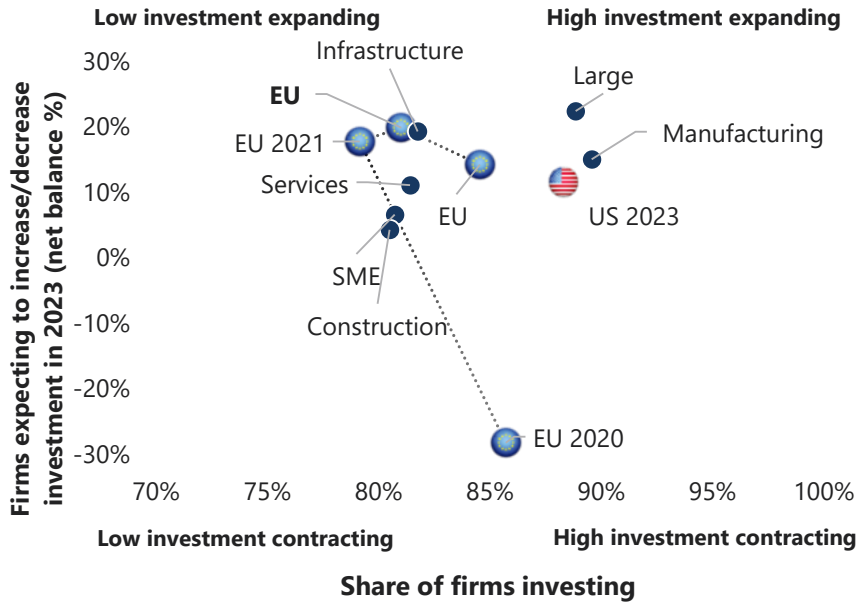 Low investment expanding
High investment expanding
Firms expecting to increase/decrease
investment in 2023 (net balance %)
30%
20%
10%
0%
-10%
-20%
-30%
Infrastructure
Large
EU
EU 2021
Manufacturing
Services
EU
US 2023
SME
Construction
EU 2020
70%
75%
80%
85%
90%
95%
100%
Low investment contracting
High investment contracting
Share of firms investing